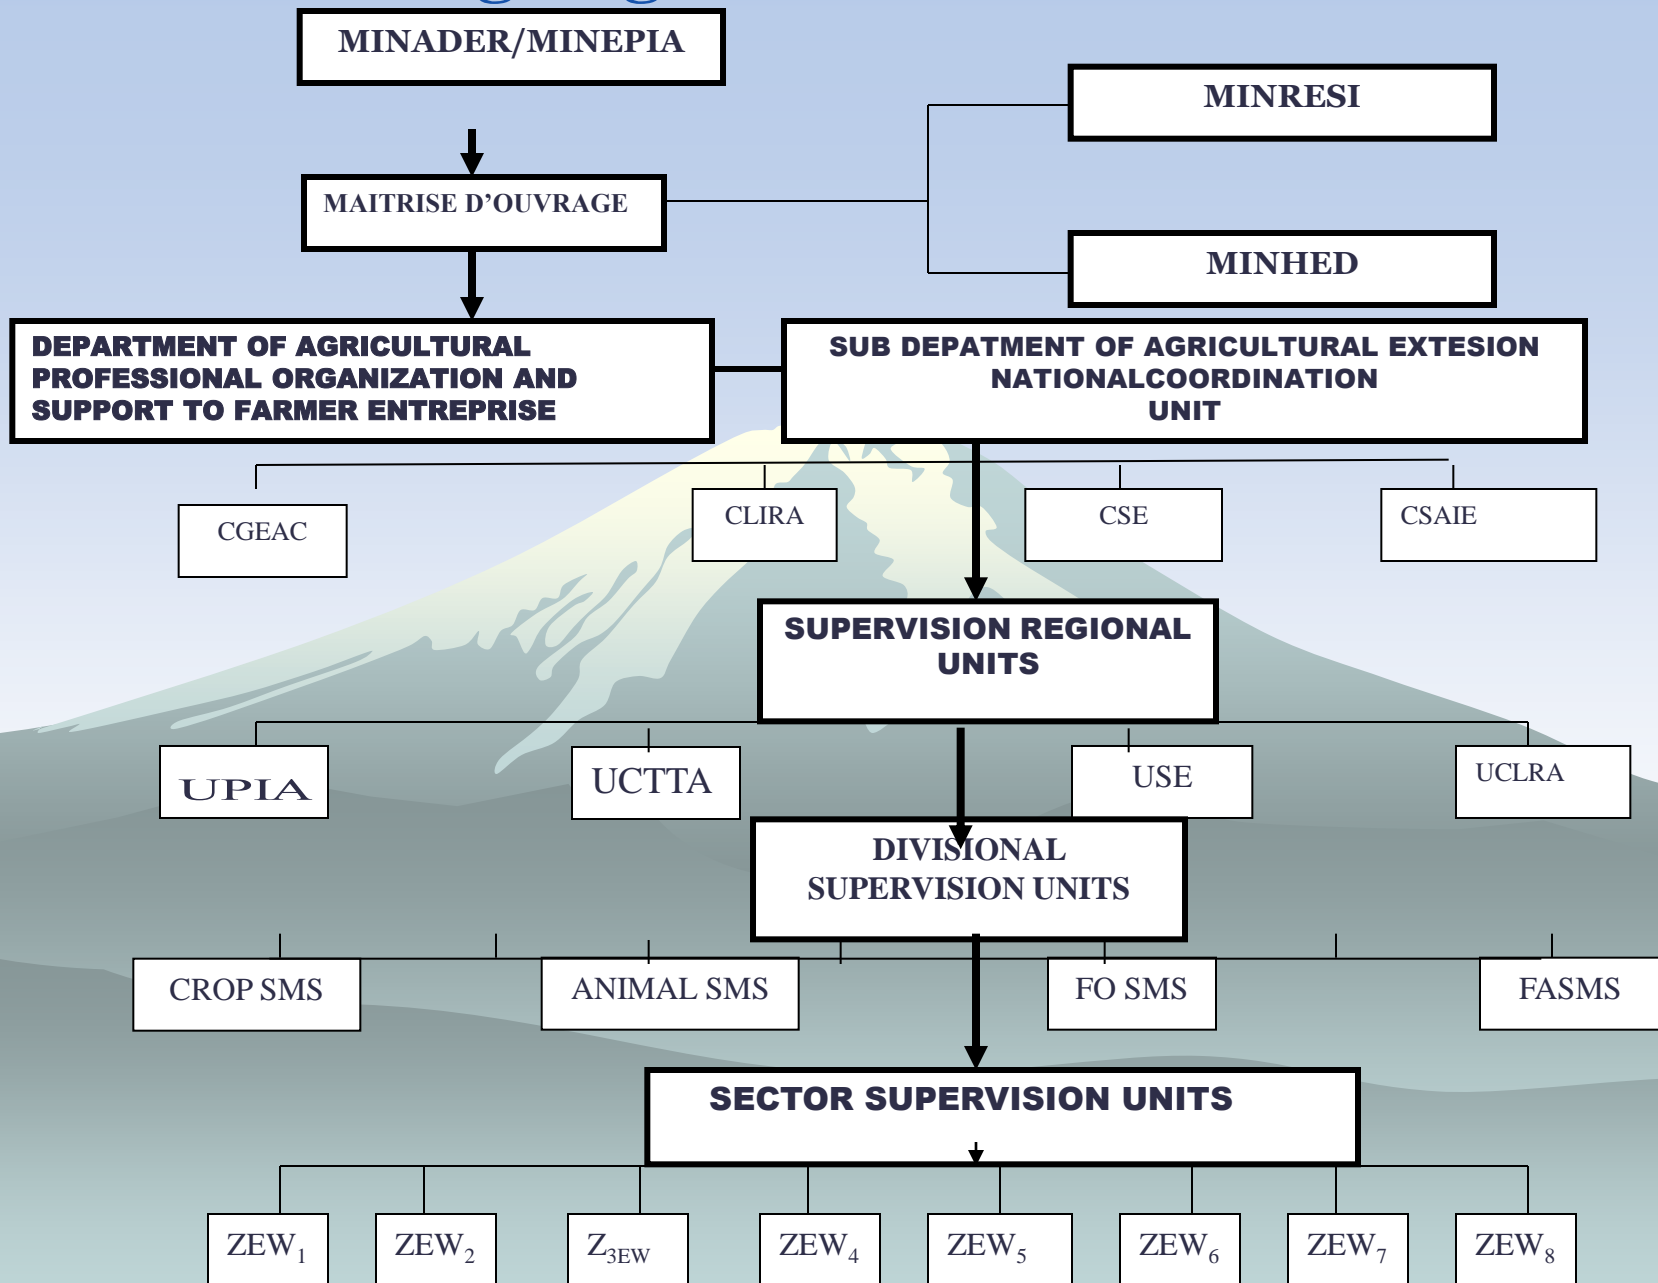 MINADER/MINEPIA
MINRESI
MAITRISE D’OUVRAGE
MINHED
DEPARTMENT OF AGRICULTURAL
PROFESSIONAL ORGANIZATION AND
SUPPORT TO FARMER ENTREPRISE
SUB DEPATMENT OF AGRICULTURAL EXTESION
NATIONALCOORDINATION
UNIT
CGEAC
CLIRA
CSE
CSAIE
SUPERVISION REGIONAL
UNITS
UPIA
UCTTA
USE
UCLRA
DIVISIONAL
SUPERVISION UNITS
CROP SMS
ANIMAL SMS
FO SMS
FASMS
SECTOR SUPERVISION UNITS
ZEW1
ZEW2
Z3EW
ZEW4
ZEW5
ZEW6
ZEW7
ZEW8